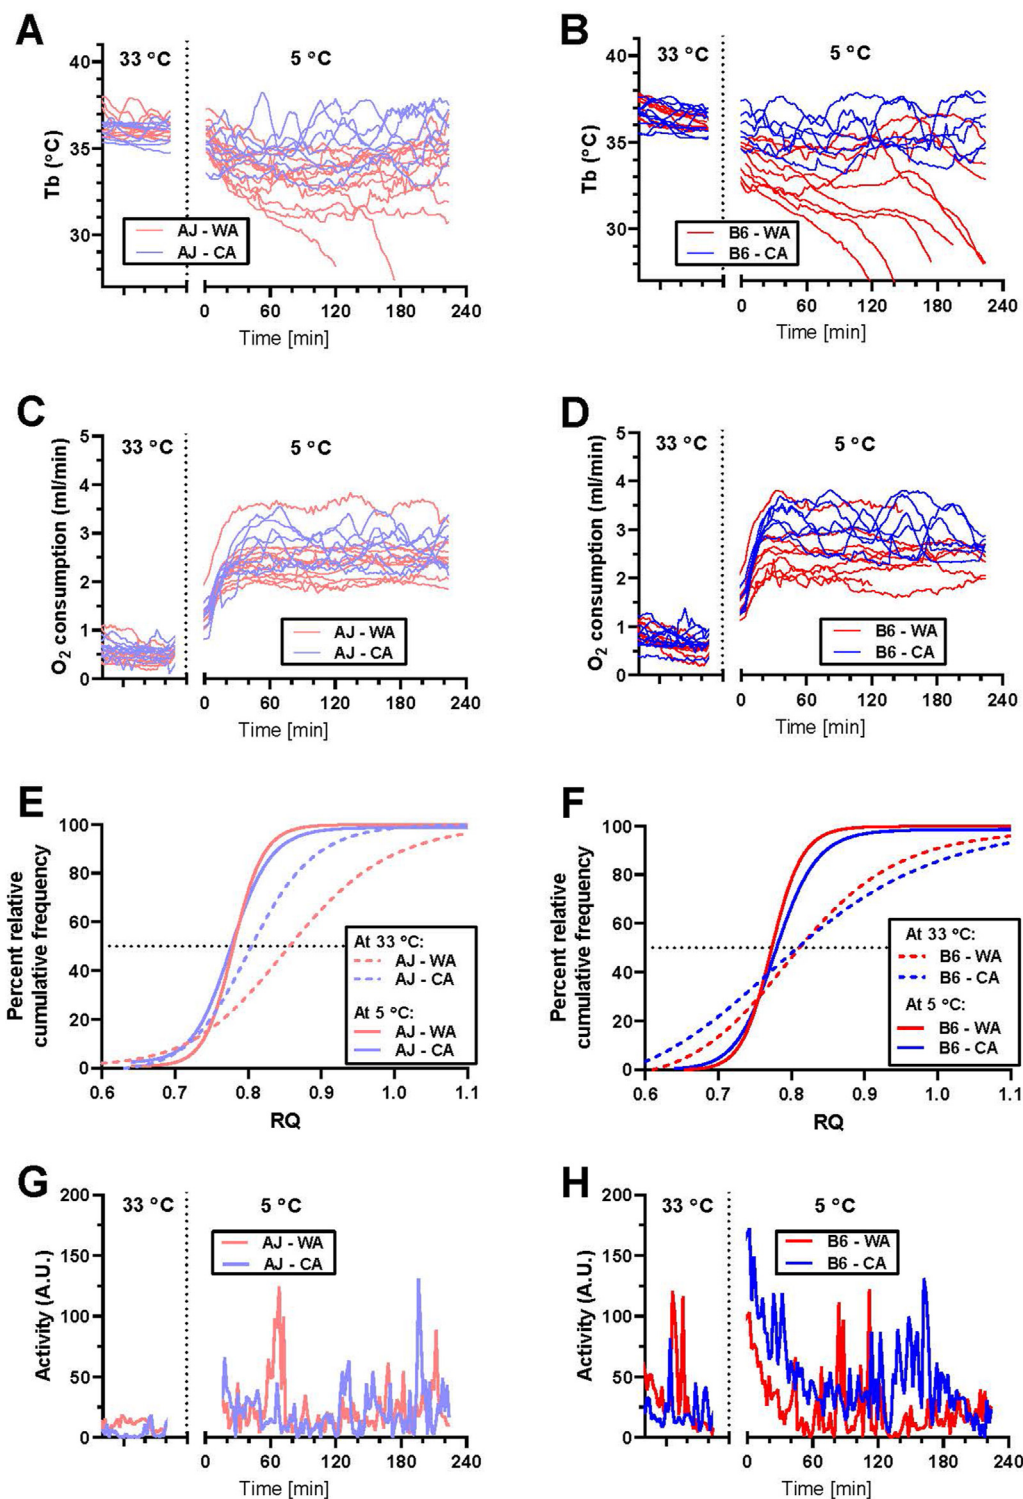 A
33 °C
5 °C
40
35
30
Tb (°C)
AJ - WA
AJ - CA
0
60
120
180
240
Time [min]
B
33 °C
5 °C
40
35
30
Tb (°C)
B6 - WA
B6 - CA
0
60
120
180
240
Time [min]
C
33 °C
5 °C
5
4
3
2
1
0
O2 consumption (ml/min)
AJ - WA
AJ - CA
0
60
120
180
240
Time [min]
D
33 °C
5 °C
5
4
3
2
1
0
O2 consumption (ml/min)
B6 - WA
B6 - CA
0
60
120
180
240
Time [min]
E
100
80
60
40
20
0
Percent relative
cumulative frequency
At 33 °C:
AJ - WA
AJ - CA
At 5 °C:
AJ - WA
AJ - CA
0.6
0.7
0.8
0.9
1.0
1.1
RQ
F
100
80
60
40
20
0
Percent relative
cumulative frequency
At 33 °C:
B6 - WA
B6 - CA
At 5 °C:
B6 - WA
B6 - CA
0.6
0.7
0.8
0.9
1.0
1.1
RQ
G
33 °C
5 °C
200
150
100
50
0
Activity (A.U.)
AJ - WA
AJ - CA
0
60
120
180
240
Time [min]
H
33 °C
5 °C
200
150
100
50
0
Activity (A.U.)
B6 - WA
B6 - CA
0
60
120
180
240
Time [min]